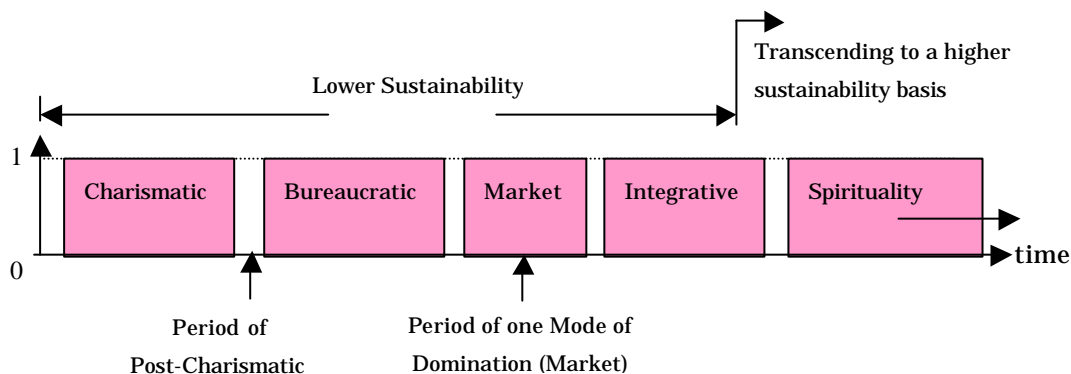 Transcending to a higher
sustainability basis
Lower Sustainability
1
Charismatic
Bureaucratic
Market
Integrative
Spirituality
0
time
Period of
Post-Charismatic
Period of one Mode of
Domination (Market)